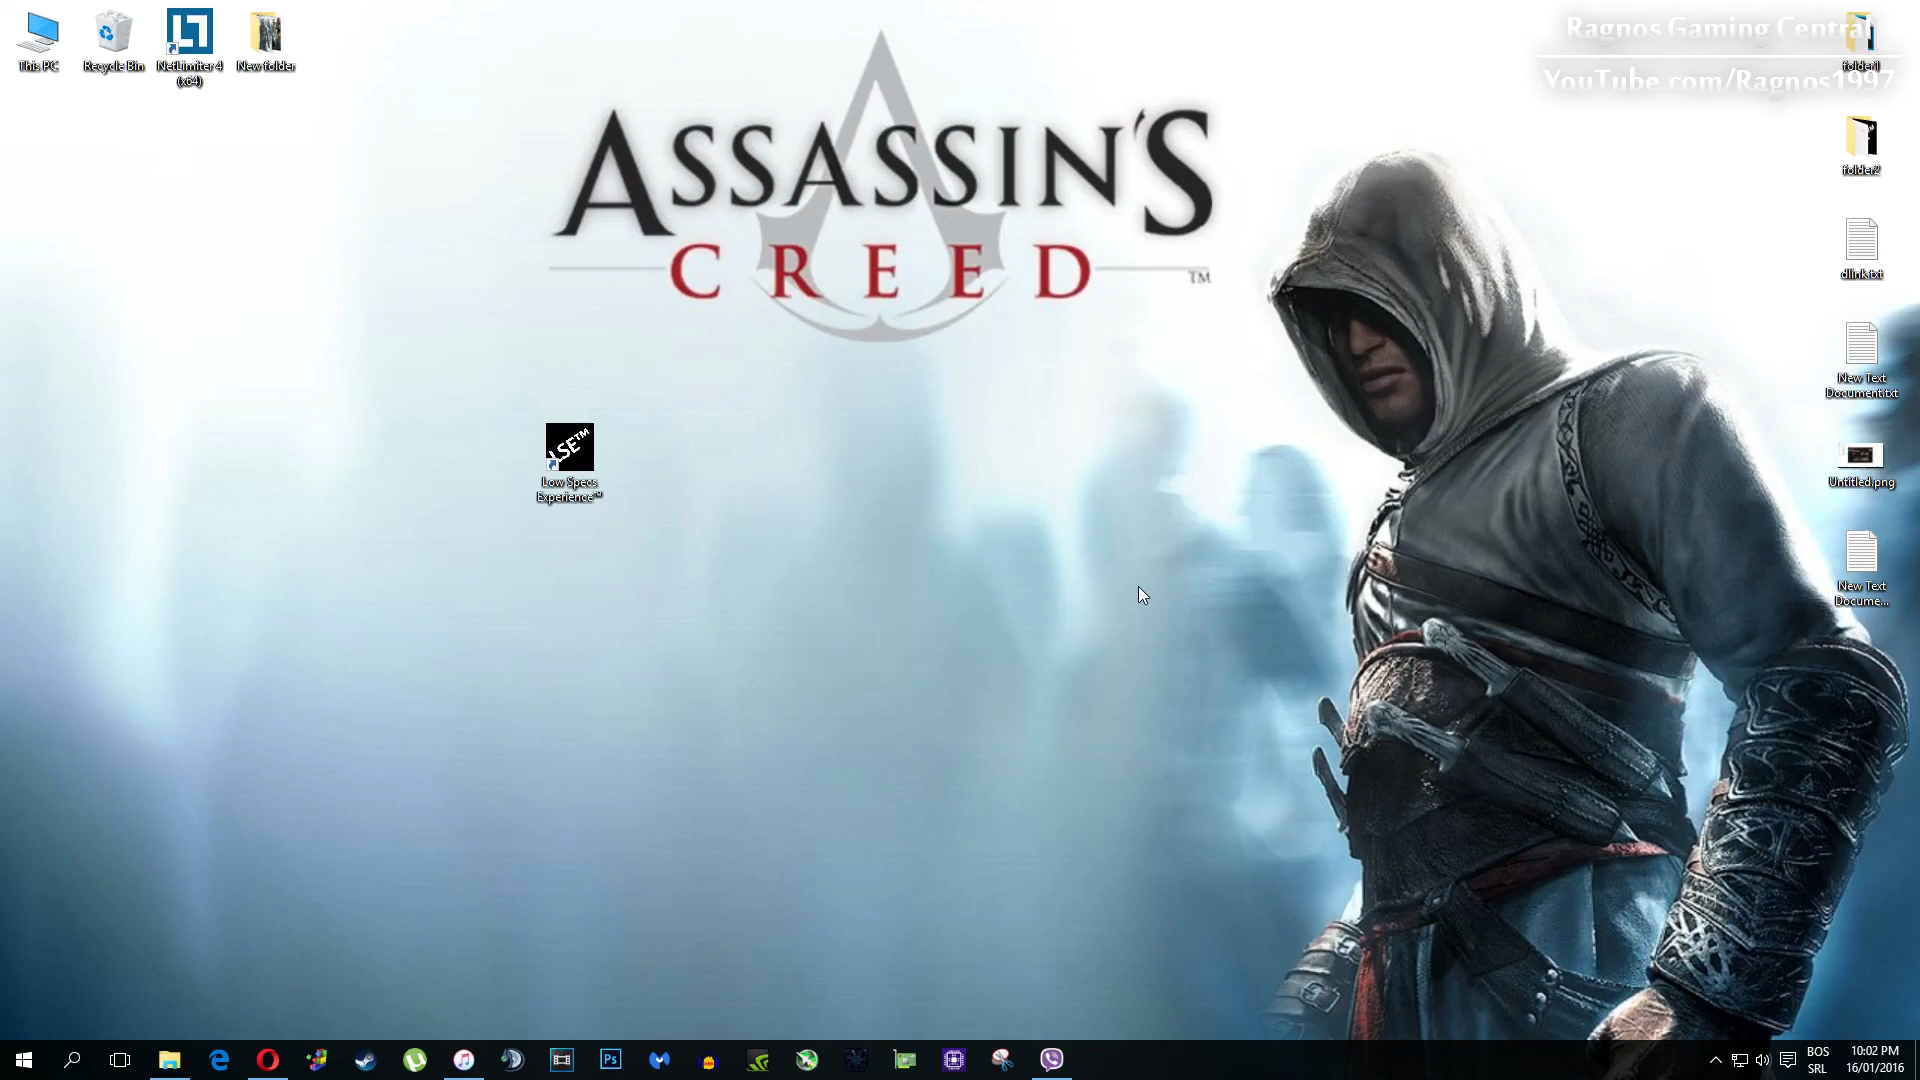 This PC
Recycle Bin
NetLimiter 4
(x64)
New folder
Ragnos Gaming Central
YouTube com/Ragnos1997
folder1
folder2
dlink.txt
New Text
Document.txt
Untitled.png
New Text
Docume...
ASSASSIN'S
CREED
TM
LSE™
Low Specs
Experience™
Ps
BOS
SRL
10:02 PM
16/01/2016